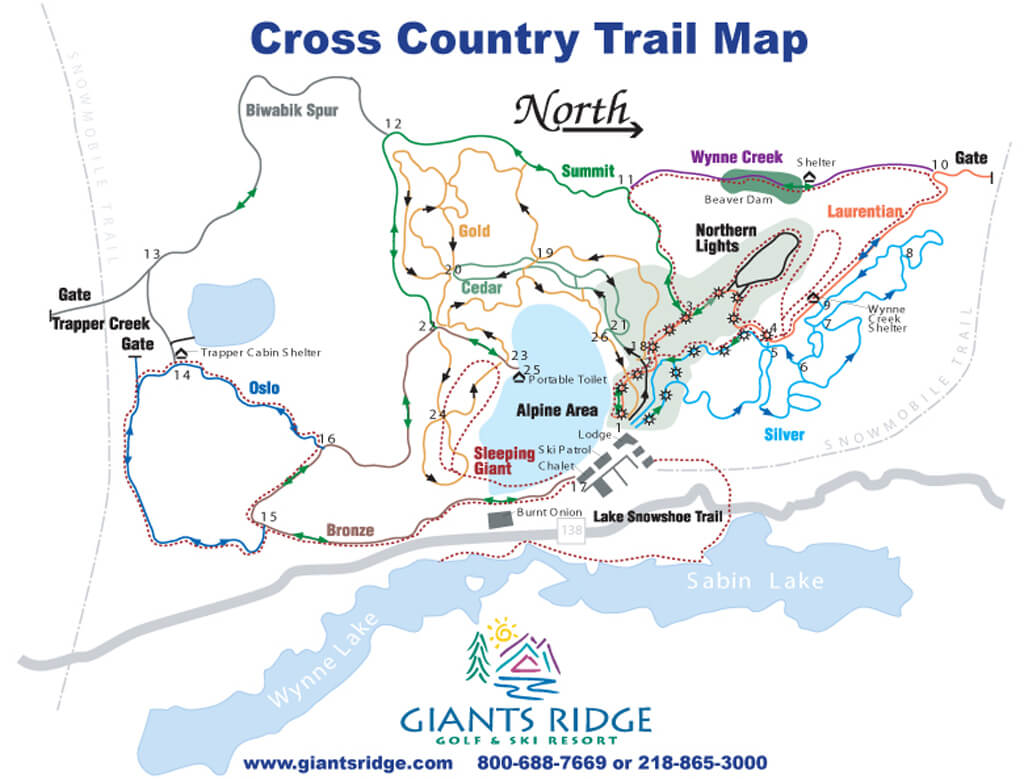 Cross Country Trail Map
SNOWMOBILE TRAIL
Biwabik Spur
North
12
Summit
11
Wynne Creek
Shelter
Beaver Dam
10
Gate
Laurentian
Northern
Lights
Gold
19
20
Cedar
13
Gate
Trapper Creek
Gate
Trapper Cabin Shelter
14
Oslo
22
23
25
Portable Toilet
24
21
26
18
7
3
4
5
6
7
8
9
Wynne
Creek
Shelter
Silver
SNOWMOBILE TRAIL
Alpine Area
1
Lodge
Ski Patrol
Chalet
17
Sleeping
Giant
16
15
Bronze
Burnt Onion
Lake Snowshoe Trail
138
Sabin Lake
Wynne Lake
GIANTS RIDGE
GOLF & SKI RESORT
www.giantsridge.com 800-688-7669 or 218-865-3000